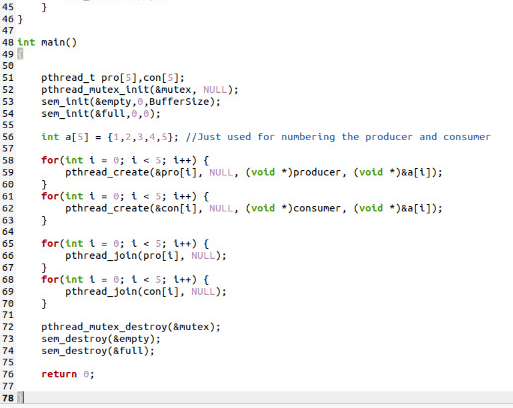 45 }
46 }
47
48 int main()
49 {
50
51 pthread_t pro[5],con[5];
52 pthread_mutex_init(&mutex, NULL);
53 sem_init(&empty,0,BufferSize);
54 sem_init(&full,0,0);
55
56 int a[5] = {1,2,3,4,5}; //Just used for numbering the producer and consumer
57
58 for(int i = 0; i < 5; i++) {
59 pthread_create(&pro[i], NULL, (void *)producer, (void *)&a[i]);
60 }
61 for(int i = 0; i < 5; i++) {
62 pthread_create(&con[i], NULL, (void *)consumer, (void *)&a[i]);
63 }
64
65 for(int i = 0; i < 5; i++) {
66 pthread_join(pro[i], NULL);
67 }
68 for(int i = 0; i < 5; i++) {
69 pthread_join(con[i], NULL);
70 }
71
72 pthread_mutex_destroy(&mutex);
73 sem_destroy(&empty);
74 sem_destroy(&full);
75
76 return 0;
77
78 }